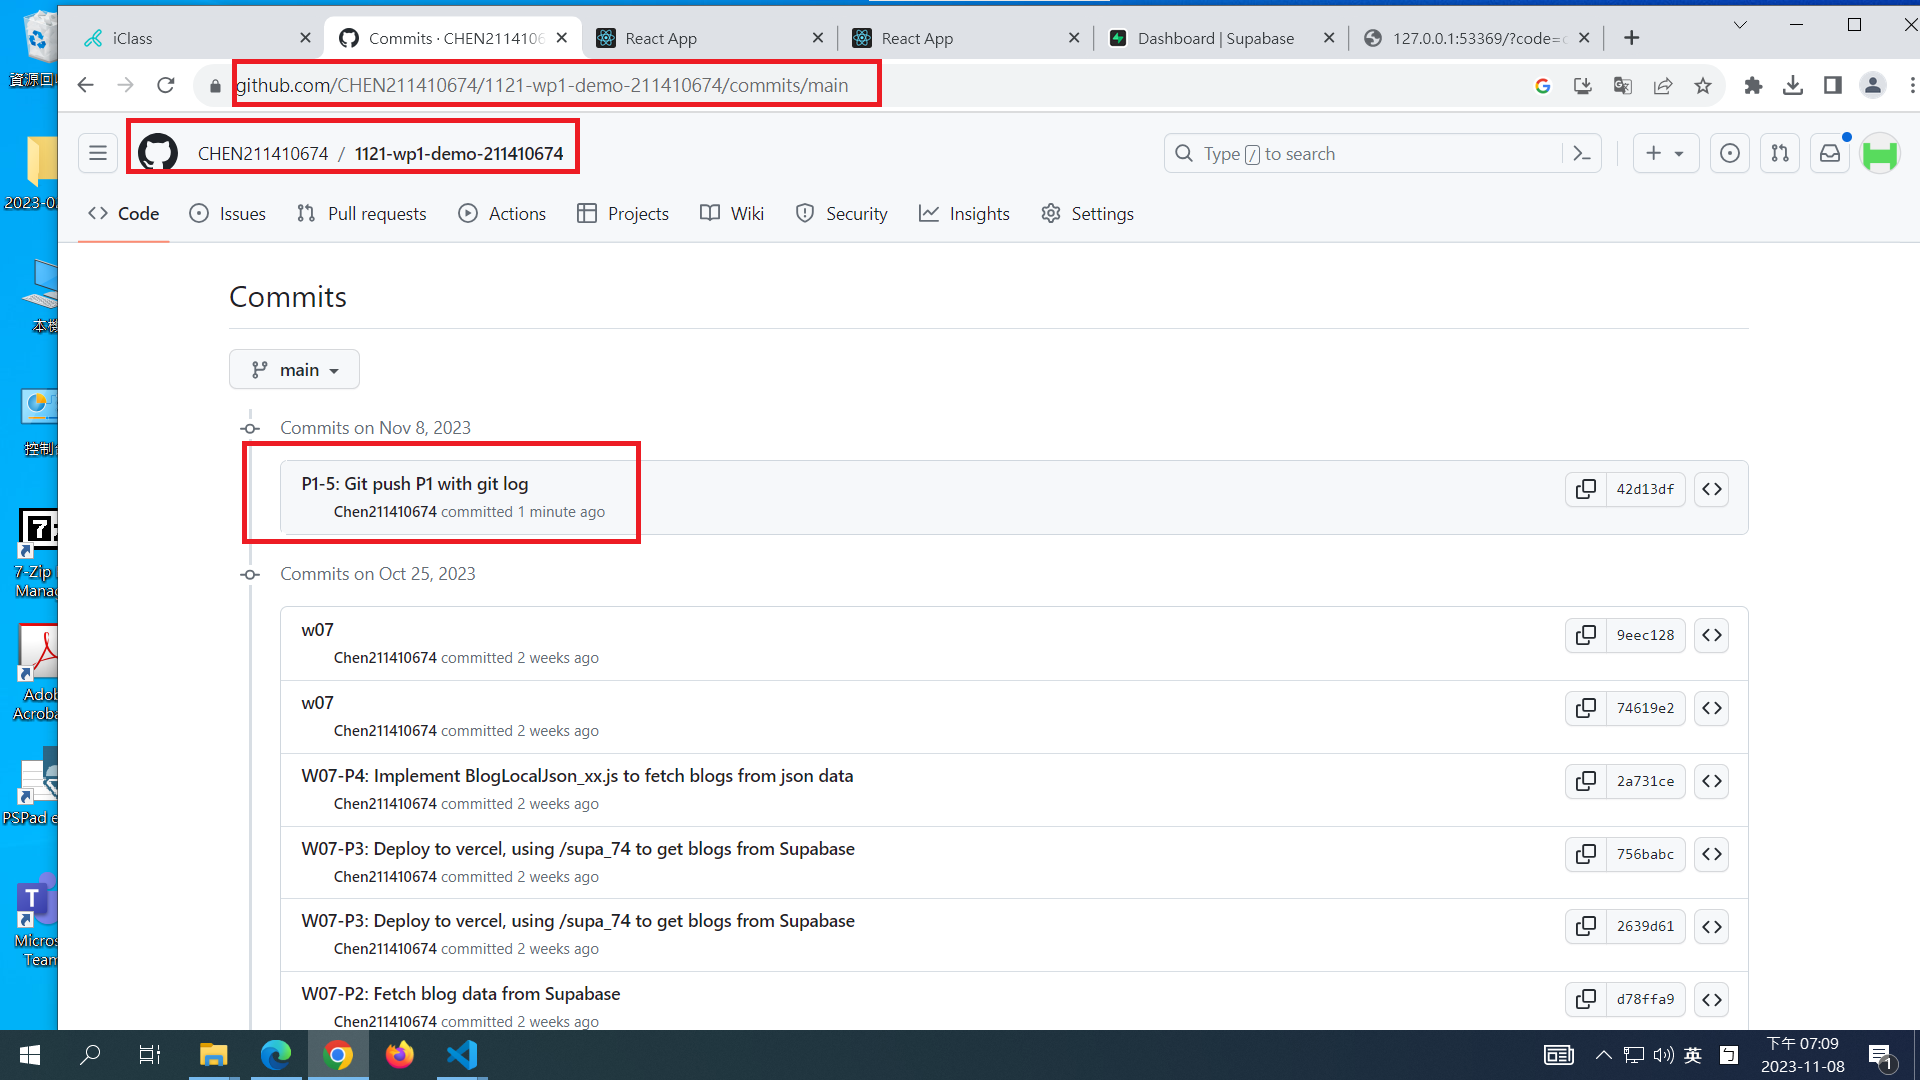 iClass
Commits · CHEN211410
React App
React App
Dashboard | Supabase
127.0.0.1:53369/?code=
github.com/CHEN211410674/1121-wp1-demo-211410674/commits/main
CHEN211410674 / 1121-wp1-demo-211410674
Type / to search
Code
Issues
Pull requests
Actions
Projects
Wiki
Security
Insights
Settings
Commits
main
Commits on Nov 8, 2023
P1-5: Git push P1 with git log
Chen211410674 committed 1 minute ago
42d13df
Commits on Oct 25, 2023
w07
Chen211410674 committed 2 weeks ago
9eec128
w07
Chen211410674 committed 2 weeks ago
74619e2
W07-P4: Implement BlogLocalJson_xx.js to fetch blogs from json data
Chen211410674 committed 2 weeks ago
2a731ce
W07-P3: Deploy to vercel, using /supa_74 to get blogs from Supabase
Chen211410674 committed 2 weeks ago
756babc
W07-P3: Deploy to vercel, using /supa_74 to get blogs from Supabase
Chen211410674 committed 2 weeks ago
2639d61
W07-P2: Fetch blog data from Supabase
Chen211410674 committed 2 weeks ago
d78ffa9
資源回
2023-0
本
控制
7-Zip
Manag
Adob
Acroba
PSPad e
Micros
Team
英
下午 07:09
2023-11-08
1